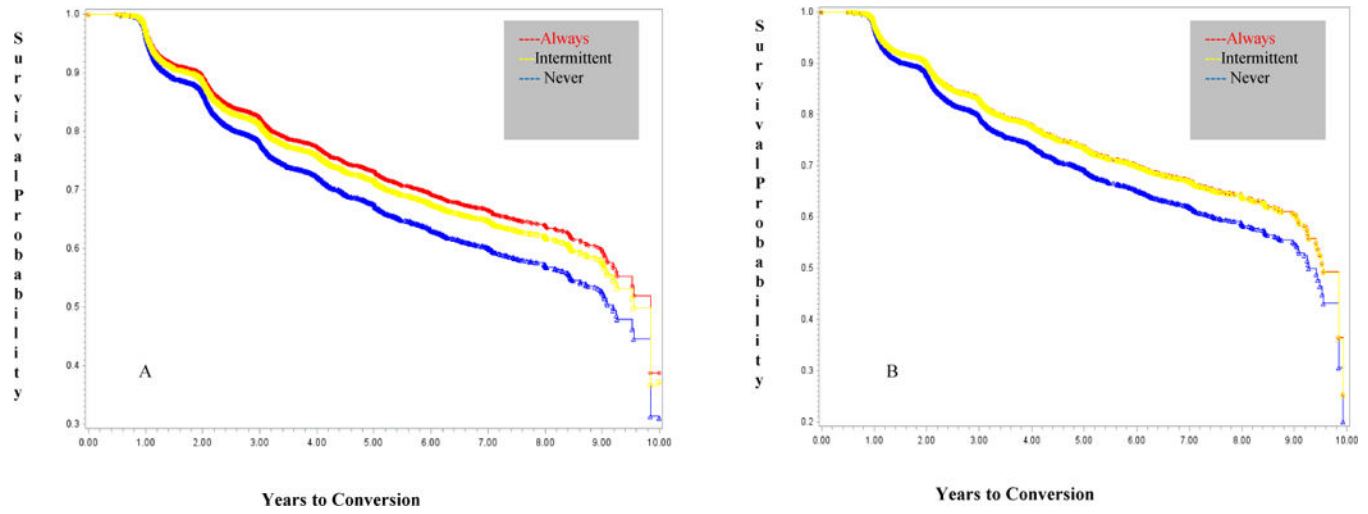 Survival Probability
1.0
0.9
0.8
0.7
0.6
0.5
0.4
0.3
----Always
----Intermittent
---- Never
A
0.00 1.00 2.00 3.00 4.00 5.00 6.00 7.00 8.00 9.00 10.00
Years to Conversion
Survival Probability
1.0
0.9
0.8
0.7
0.6
0.5
0.4
0.3
0.2
----Always
----Intermittent
---- Never
B
0.00 1.00 2.00 3.00 4.00 5.00 6.00 7.00 8.00 9.00 10.00
Years to Conversion